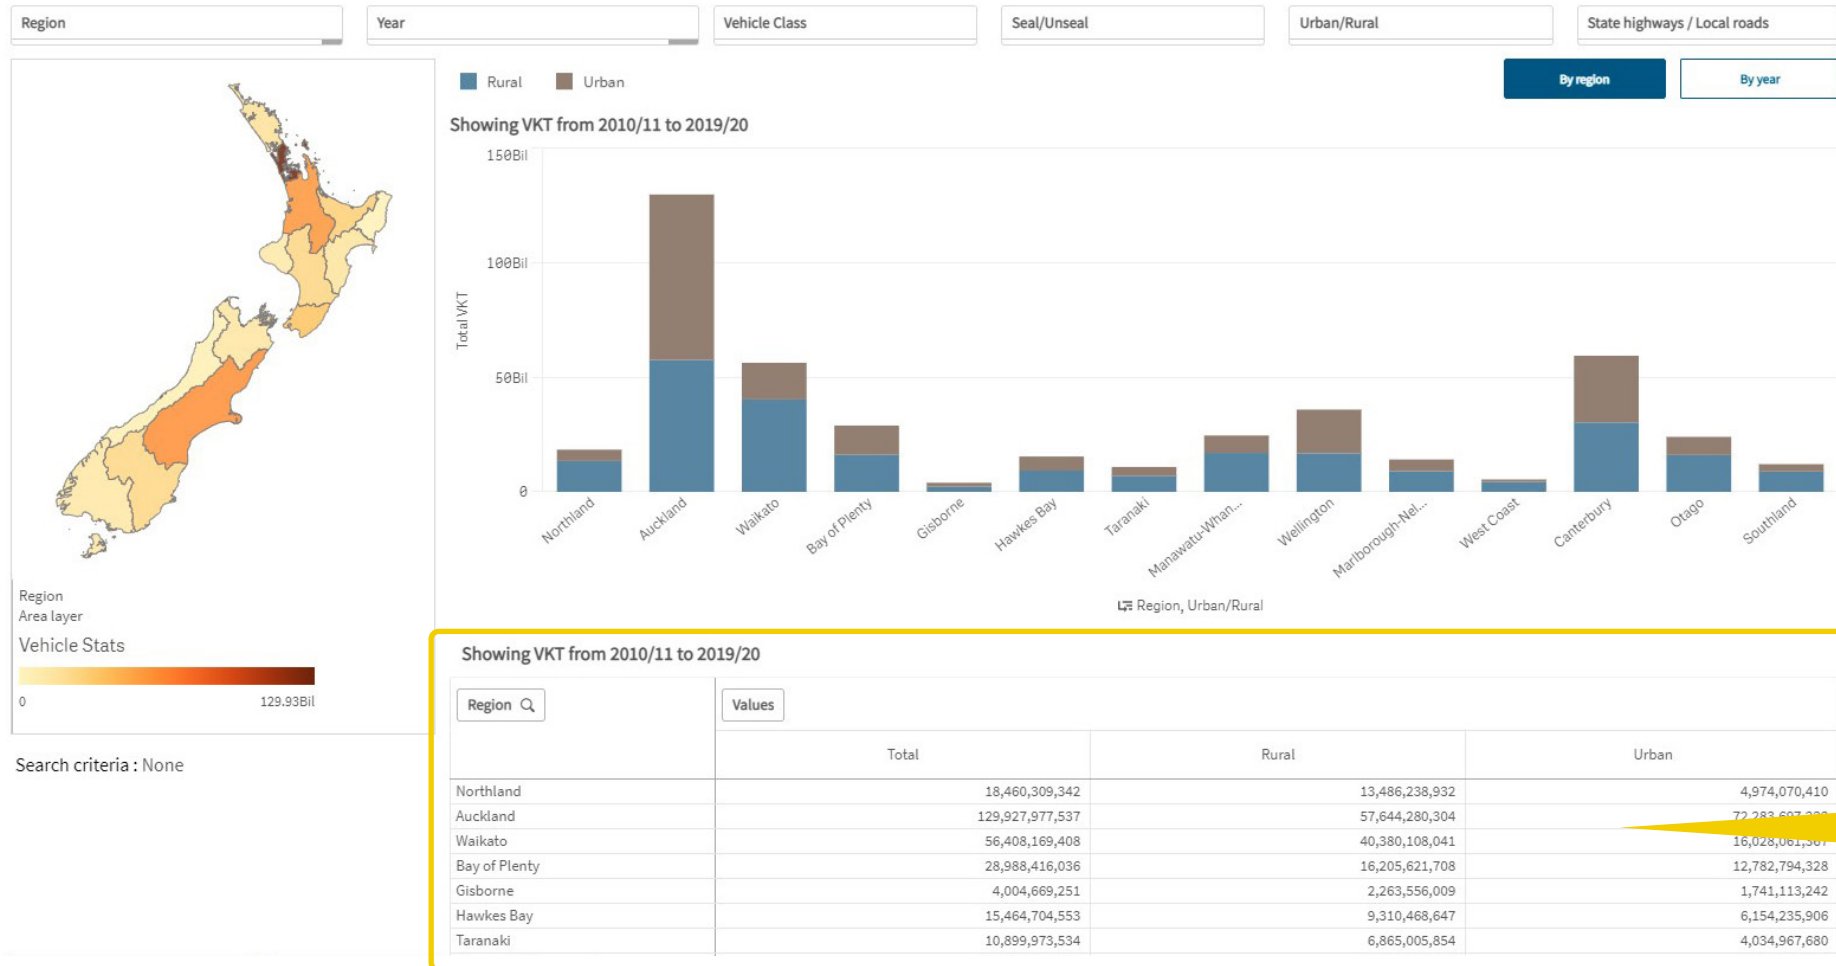 Region
Year
Vehicle Class
Seal/Unseal
Urban/Rural
State highways / Local roads
Rural
Urban
By region
By year
Showing VKT from 2010/11 to 2019/20
150Bil
100Bil
50Bil
0
Total VKT
Northland
Auckland
Waikato
Bay of Plenty
Gisborne
Hawkes Bay
Taranaki
Manawatu-Whan...
Wellington
Marlborough-Nel...
West Coast
Canterbury
Otago
Southland
Region, Urban/Rural
Region
Area layer
Vehicle Stats
0 129.93Bil
Search criteria : None
Showing VKT from 2010/11 to 2019/20
Region
Values
Total Rural Urban
Northland 18,460,309,342 13,486,238,932 4,974,070,410
Auckland 129,927,977,537 57,644,280,304
Waikato 56,408,169,408 40,380,108,041 16,028,061,367
Bay of Plenty 28,988,416,036 16,205,621,708 12,782,794,328
Gisborne 4,004,669,251 2,263,556,009 1,741,113,242
Hawkes Bay 15,464,704,553 9,310,468,647 6,154,235,906
Taranaki 10,899,973,534 6,865,005,854 4,034,967,680